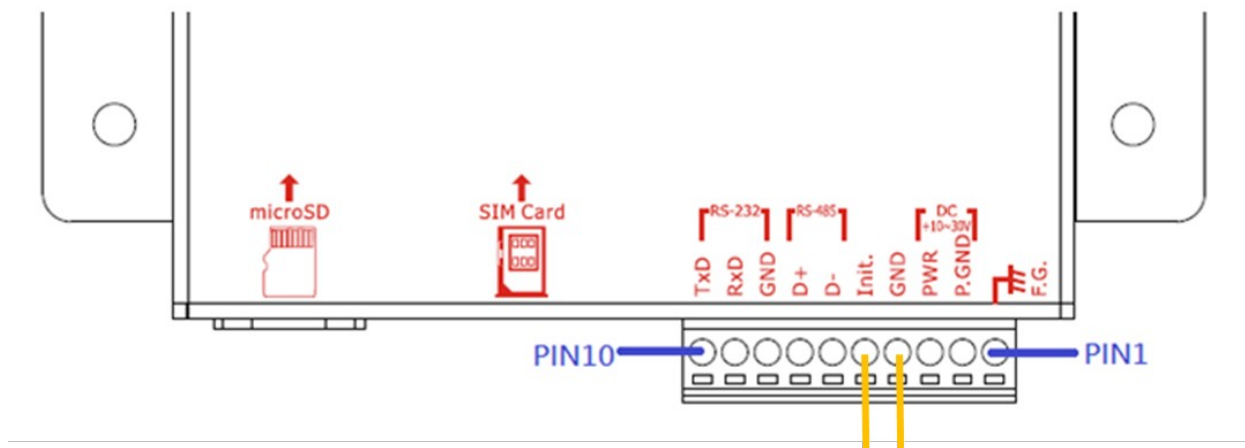 microSD
SIM Card
RS-232
RS-485
DC
+10~30V
TxD
RxD
GND
D+
D-
Init.
GND
PWR
P.GND
F.G.
PIN10
PIN1